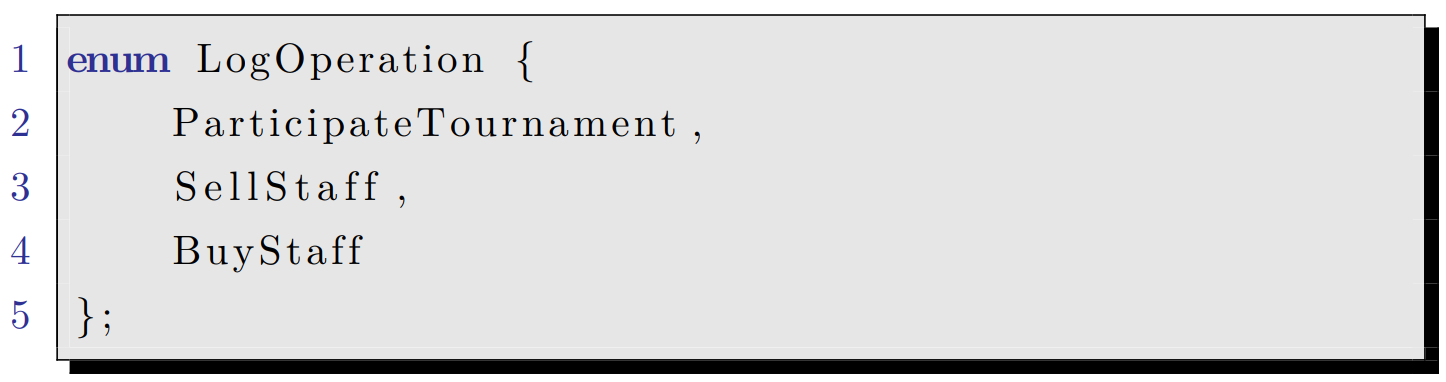 1 enum LogOperation {
2 ParticipateTournament ,
3 SellStaff ,
4 BuyStaff
5 };